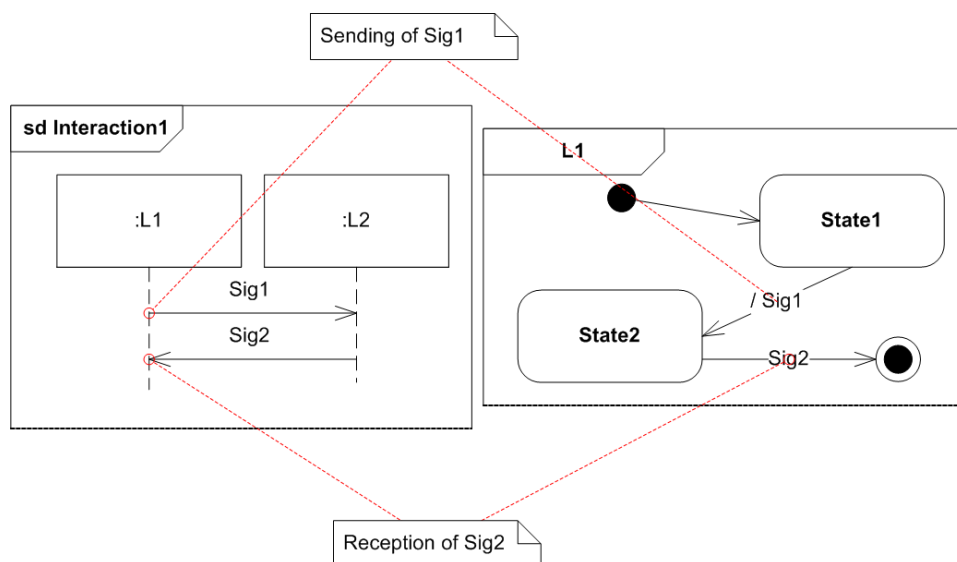 Sending of Sig1
sd Interaction1
L1
:L1
:L2
State1
Sig1
/ Sig1
Sig2
State2
Sig2
Reception of Sig2